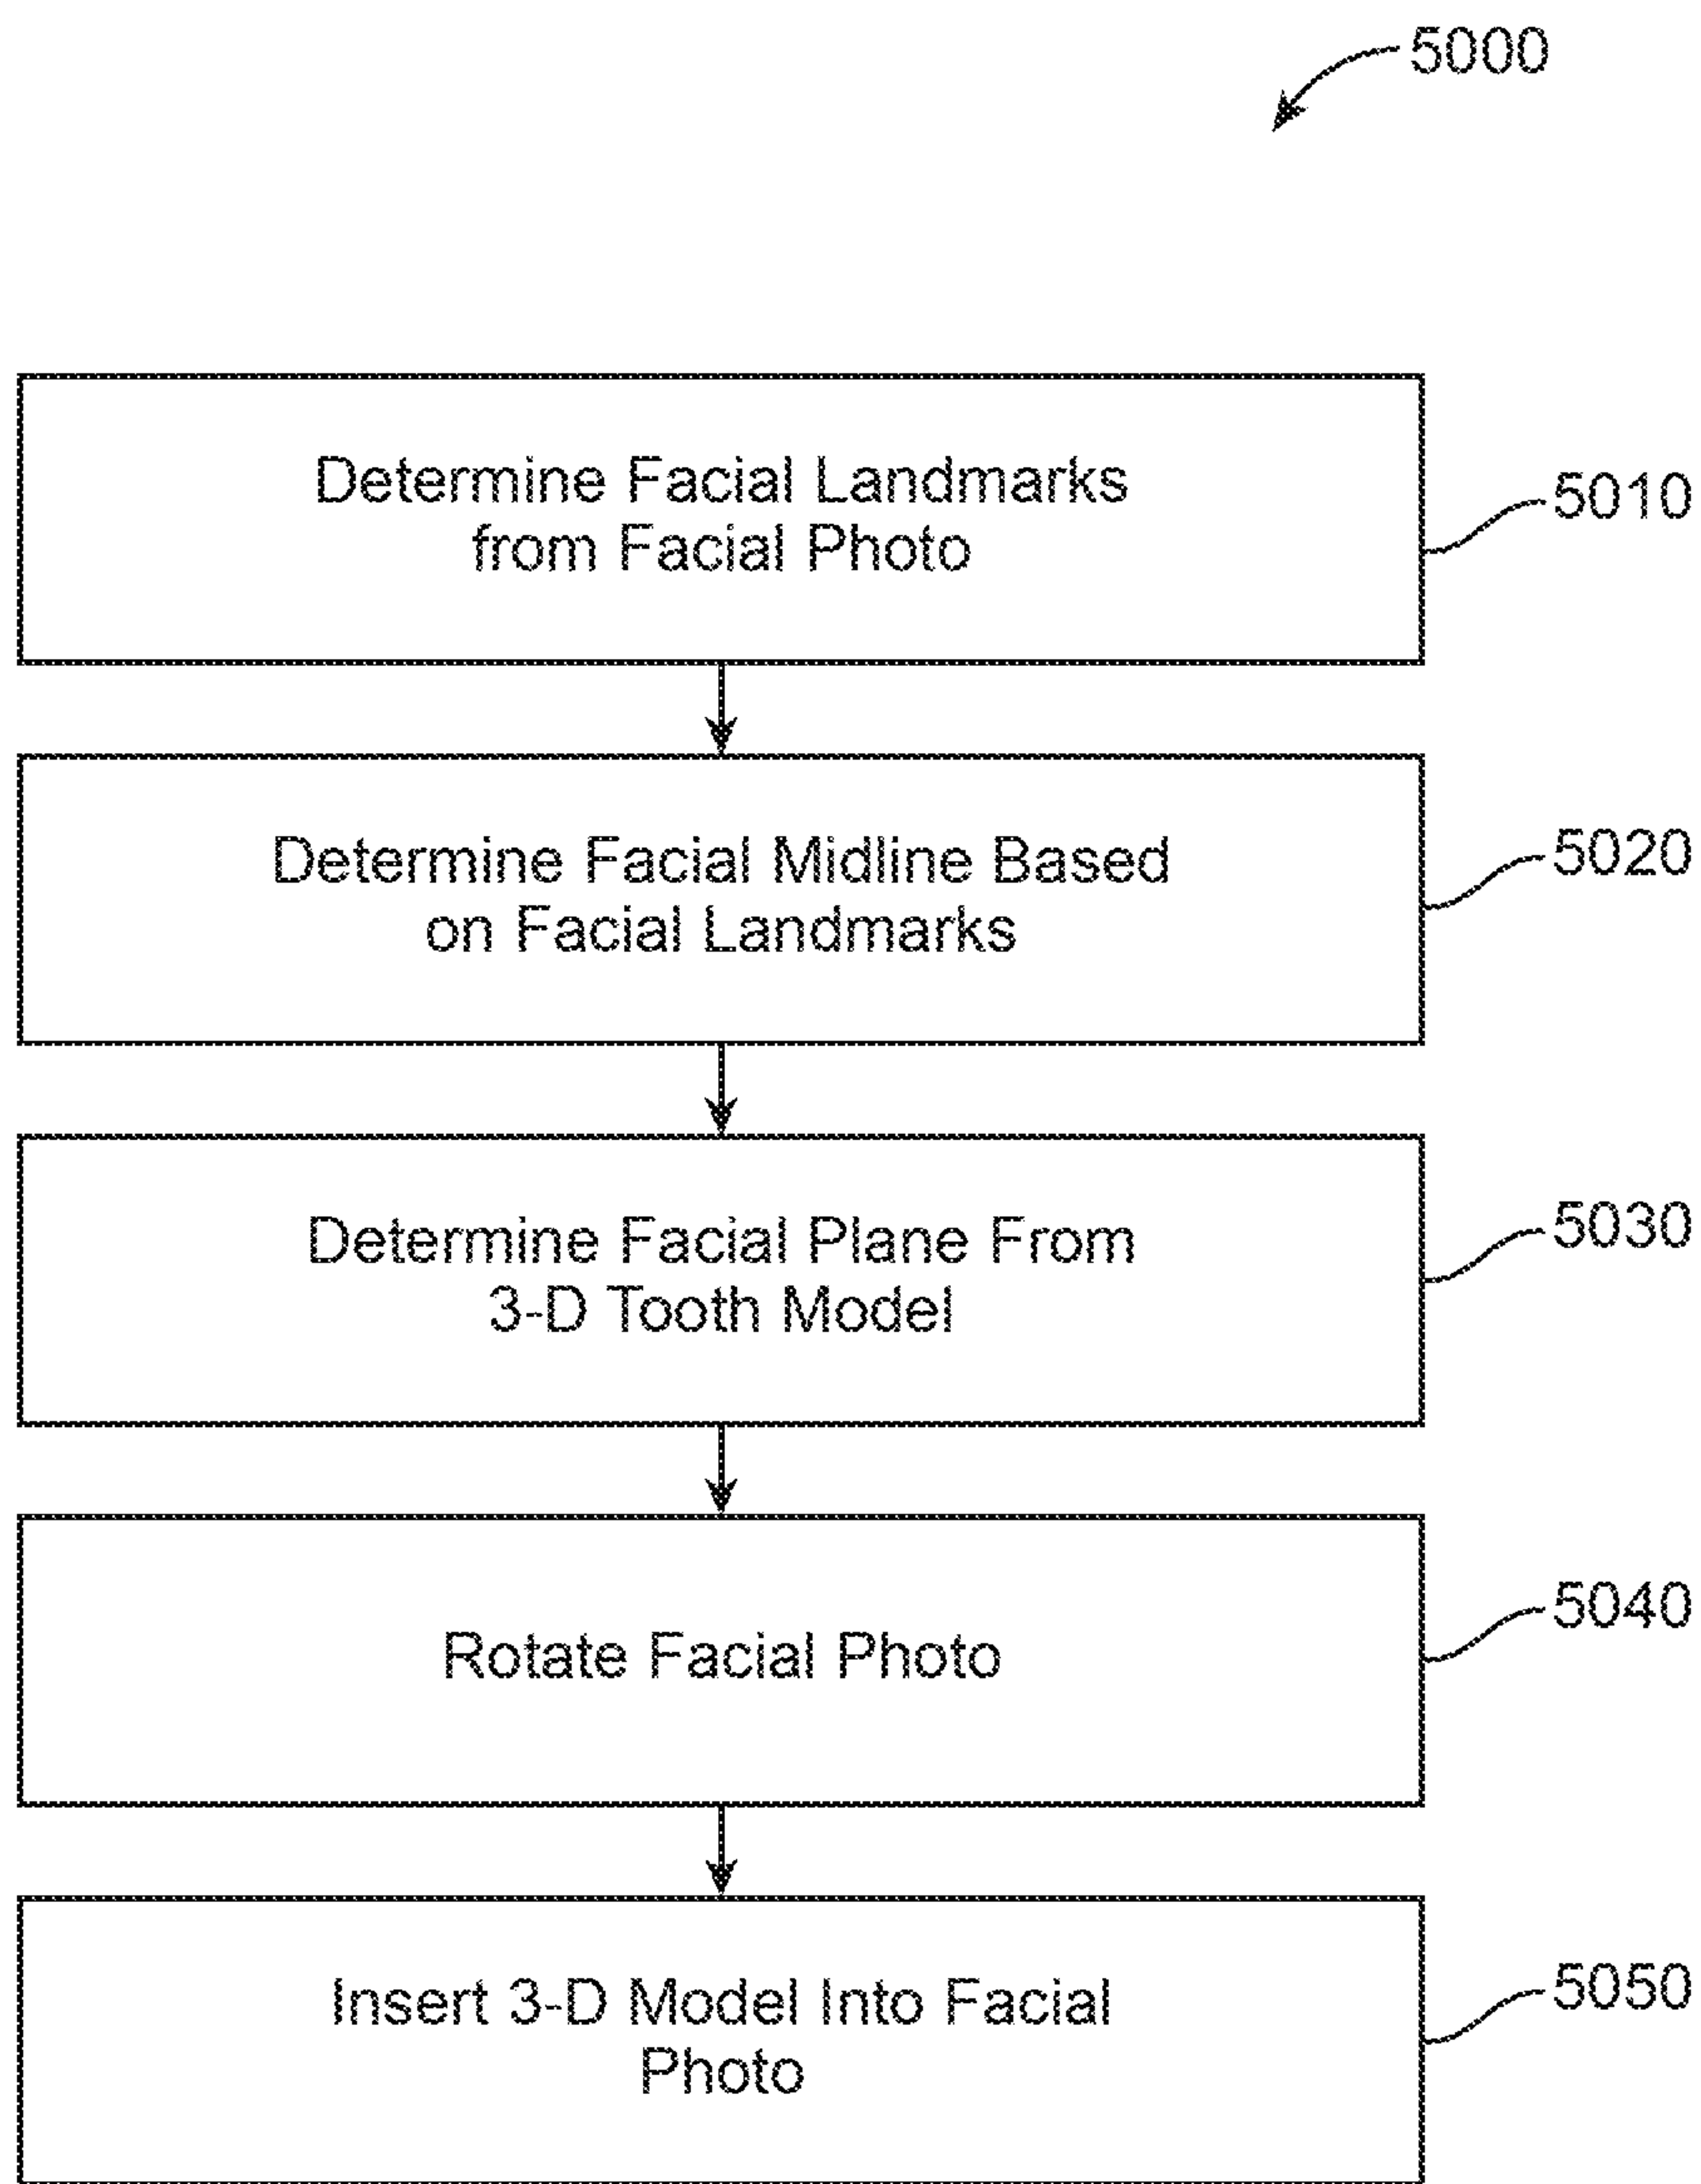 5000
Determine Facial Landmarks
from Facial Photo
5010
Determine Facial Midline Based
on Facial Landmarks
5020
Determine Facial Plane From
3-D Tooth Model
5030
Rotate Facial Photo
5040
Insert 3-D Model Into Facial
Photo
5050